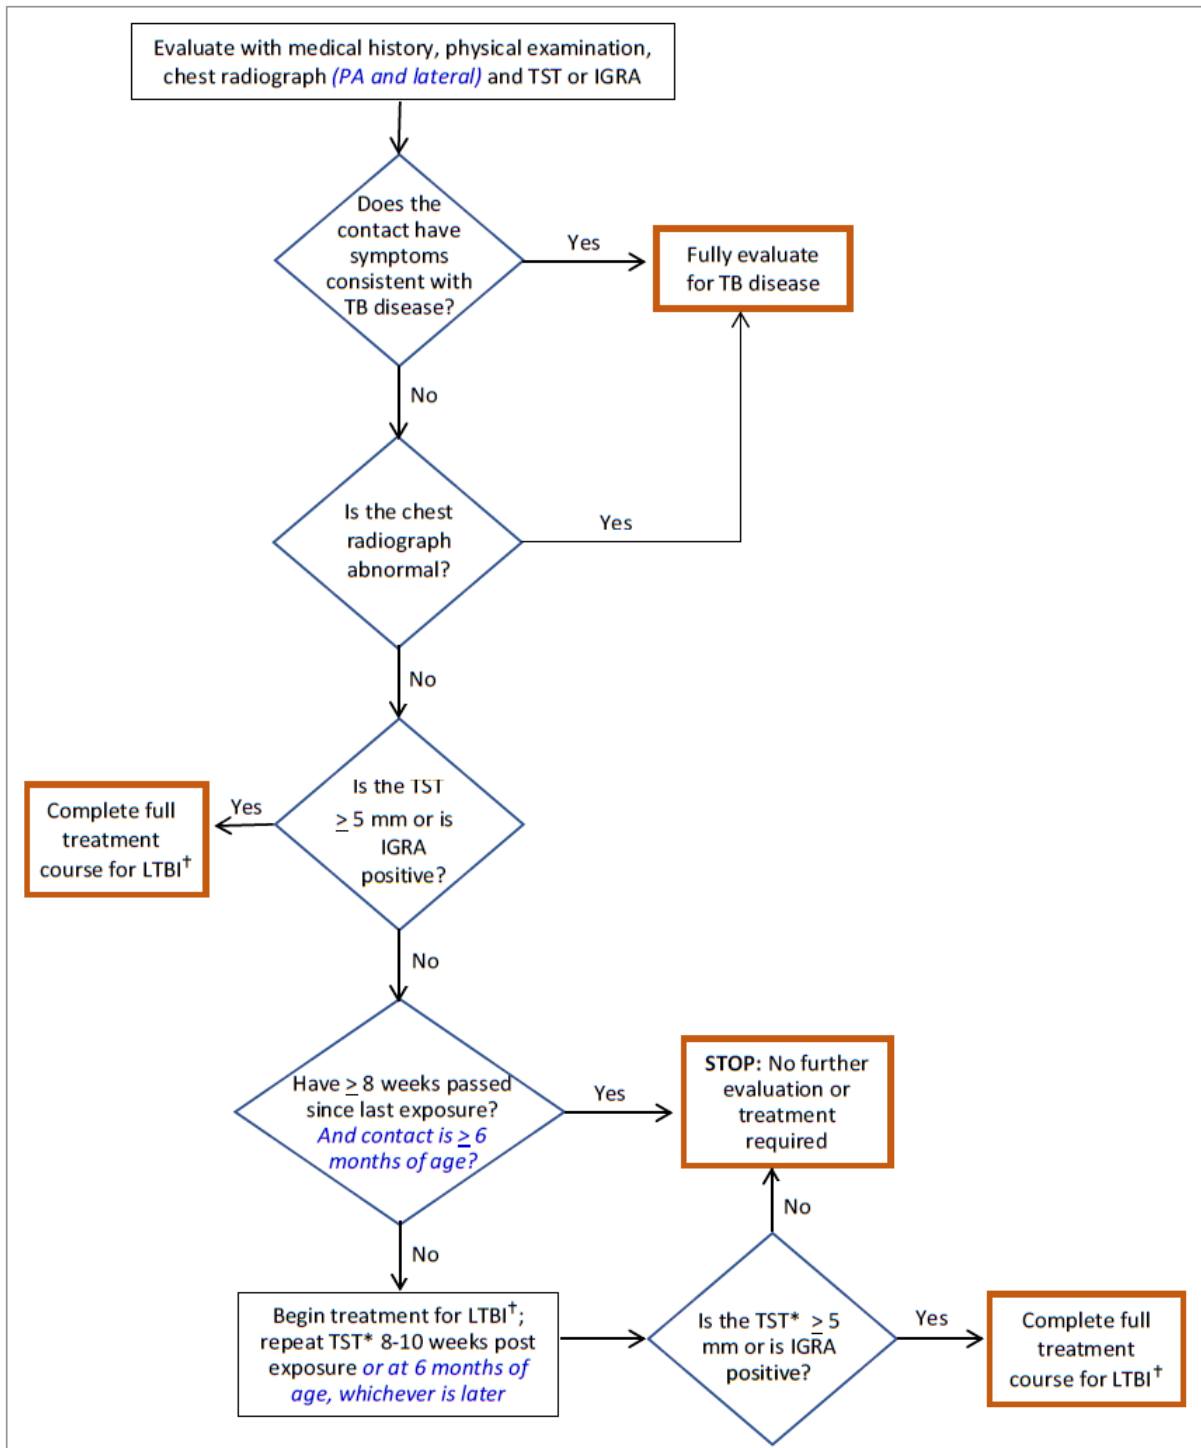 Evaluate with medical history, physical examination,
chest radiograph (PA and lateral) and TST or IGRA
Does the
contact have
symptoms
consistent with
TB disease?
Yes
Fully evaluate
for TB disease
No
Is the chest
radiograph
abnormal?
Yes
No
Is the TST
≥ 5 mm or is
IGRA
positive?
Yes
Complete full
treatment
course for LTBI†
No
Have ≥ 8 weeks passed
since last exposure?
And contact is ≥ 6
months of age?
Yes
STOP: No further
evaluation or
treatment
required
No
No
Begin treatment for LTBI†;
repeat TST* 8-10 weeks post
exposure or at 6 months of
age, whichever is later
Is the TST* ≥ 5
mm or is IGRA
positive?
Yes
Complete full
treatment
course for LTBI†